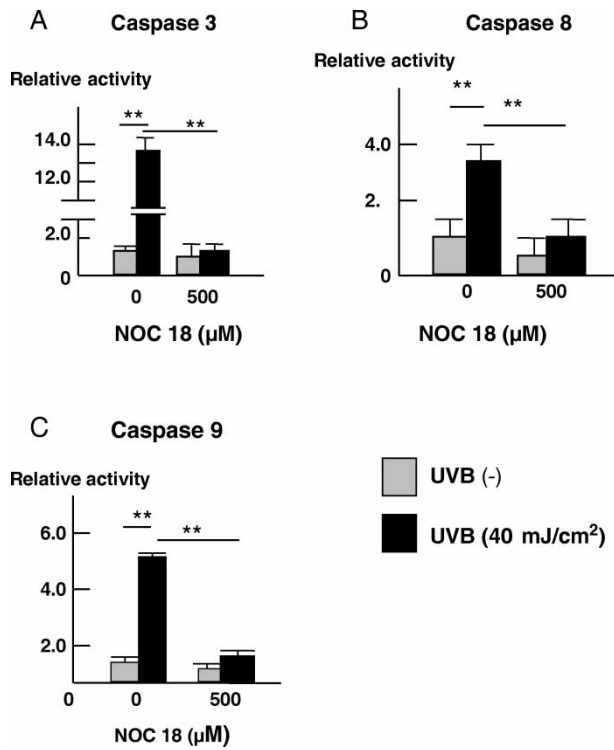 A Caspase 3
Relative activity
**
**
14.0
12.0
2.0
0
0 500
NOC 18 (µM)
B Caspase 8
Relative activity
**
**
4.0
2.
0
0 500
NOC 18 (µM)
C Caspase 9
Relative activity
**
**
6.0
4.0
2.0
0
0 500
NOC 18 (µM)
UVB (-)
UVB (40 mJ/cm²)